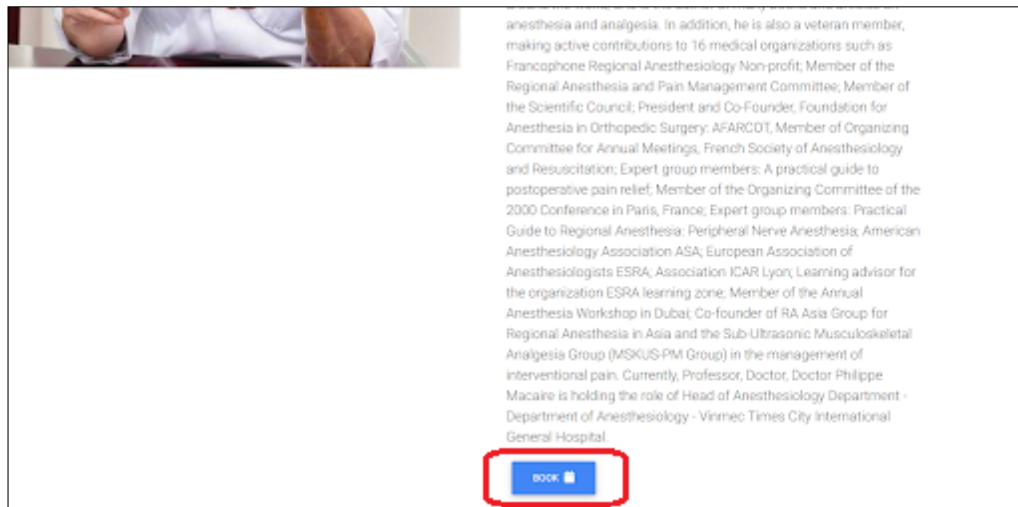 anesthesia and analgesia. In addition, he is also a veteran member,
making active contributions to 16 medical organizations such as
Francophone Regional Anesthesiology Non-profit; Member of the
Regional Anesthesia and Pain Management Committee; Member of
the Scientific Council; President and Co-Founder, Foundation for
Anesthesia in Orthopedic Surgery: AFARCOT, Member of Organizing
Committee for Annual Meetings, French Society of Anesthesiology
and Resuscitation; Expert group members: A practical guide to
postoperative pain relief; Member of the Organizing Committee of the
2000 Conference in Paris, France; Expert group members: Practical
Guide to Regional Anesthesia: Peripheral Nerve Anesthesia; American
Anesthesiology Association ASA; European Association of
Anesthesiologists ESRA; Association ICAR Lyon; Learning advisor for
the organization ESRA learning zone; Member of the Annual
Anesthesia Workshop in Dubai; Co-founder of RA Asia Group for
Regional Anesthesia in Asia and the Sub-Ultrasonic Musculoskeletal
Analgesia Group (MSKUS-PM Group) in the management of
interventional pain. Currently, Professor, Doctor, Doctor Philippe
Macaire is holding the role of Head of Anesthesiology Department -
Department of Anesthesiology - Vinmec Times City International
General Hospital.
BOOK